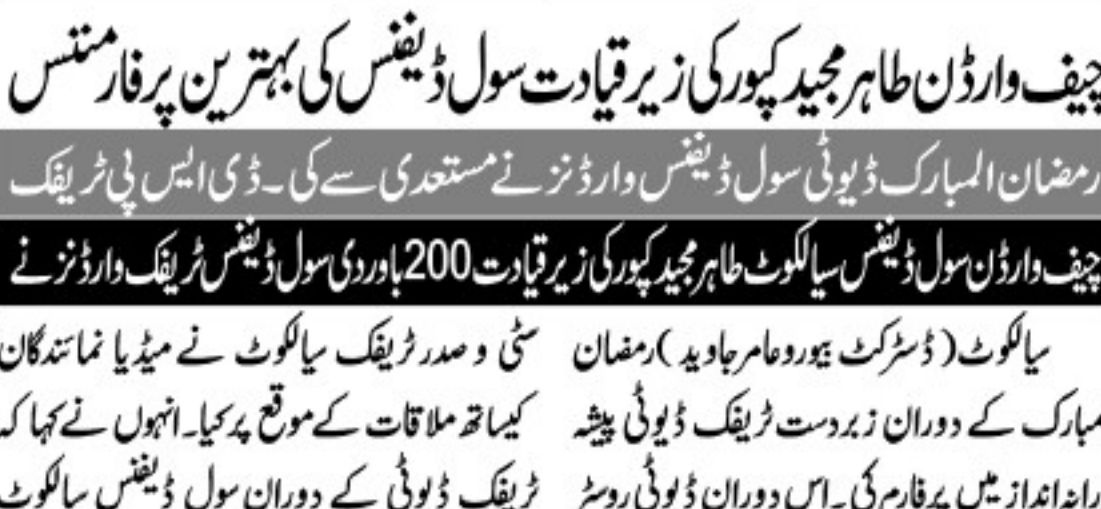 چیف وارڈن طاہر مجید کپور کی زیر قیادت سول ڈیفنس کی بہترین پرفارمنس
رمضان المبارک ڈیوٹی سول ڈیفنس وارڈنز نے مستعدی سے کی۔ ڈی ایس پی ٹریفک
چیف وارڈن سول ڈیفنس سیالکوٹ طاہر مجید کپور کی زیر قیادت 200 باوردی سول ڈیفنس ٹریفک وارڈنز نے
سیالکوٹ (ڈسٹرکٹ بیورو عامر جاوید) رمضان
مبارک کے دوران زبردست ٹریفک ڈیوٹی پیشہ
رانہ انداز میں پرفارم کی۔ اس دوران ڈیوٹی روسٹر
سٹی و صدر ٹریفک سیالکوٹ نے میڈیا نمائندگان
کیساتھ ملاقات کے موقع پر کیا۔ انہوں نے کہا کہ
ٹریفک ڈیوٹی کے دوران سول ڈیفنس سالکوٹ